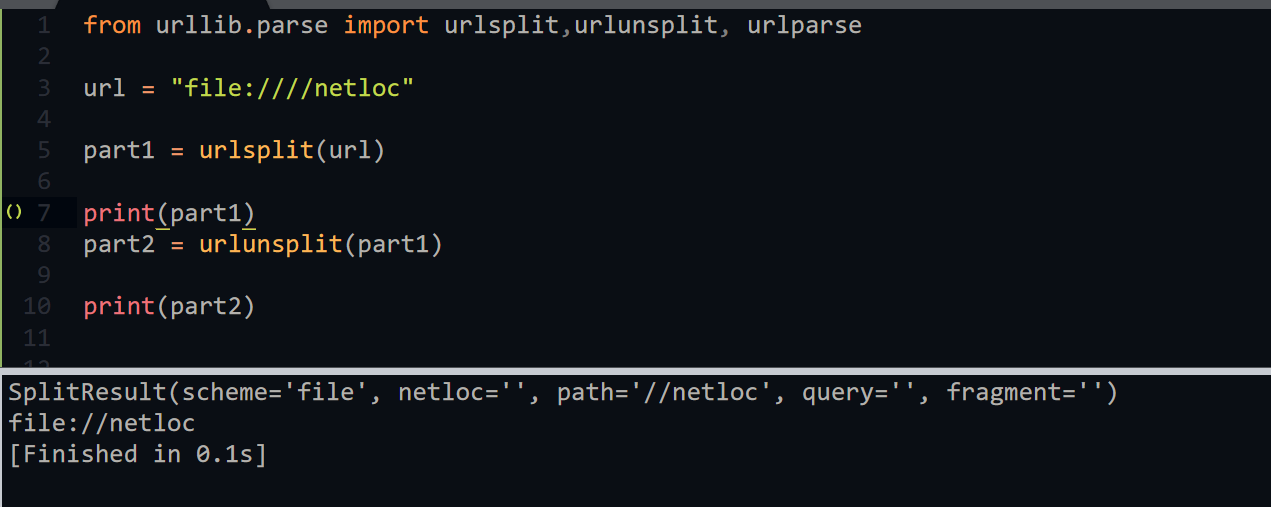 1 from urllib.parse import urlsplit,urlunsplit, urlparse
2
3 url = "file:////netloc"
4
5 part1 = urlsplit(url)
6
() 7 print(part1)
8 part2 = urlunsplit(part1)
9
10 print(part2)
11
12
SplitResult(scheme='file', netloc='', path='//netloc', query='', fragment='')
file://netloc
[Finished in 0.1s]